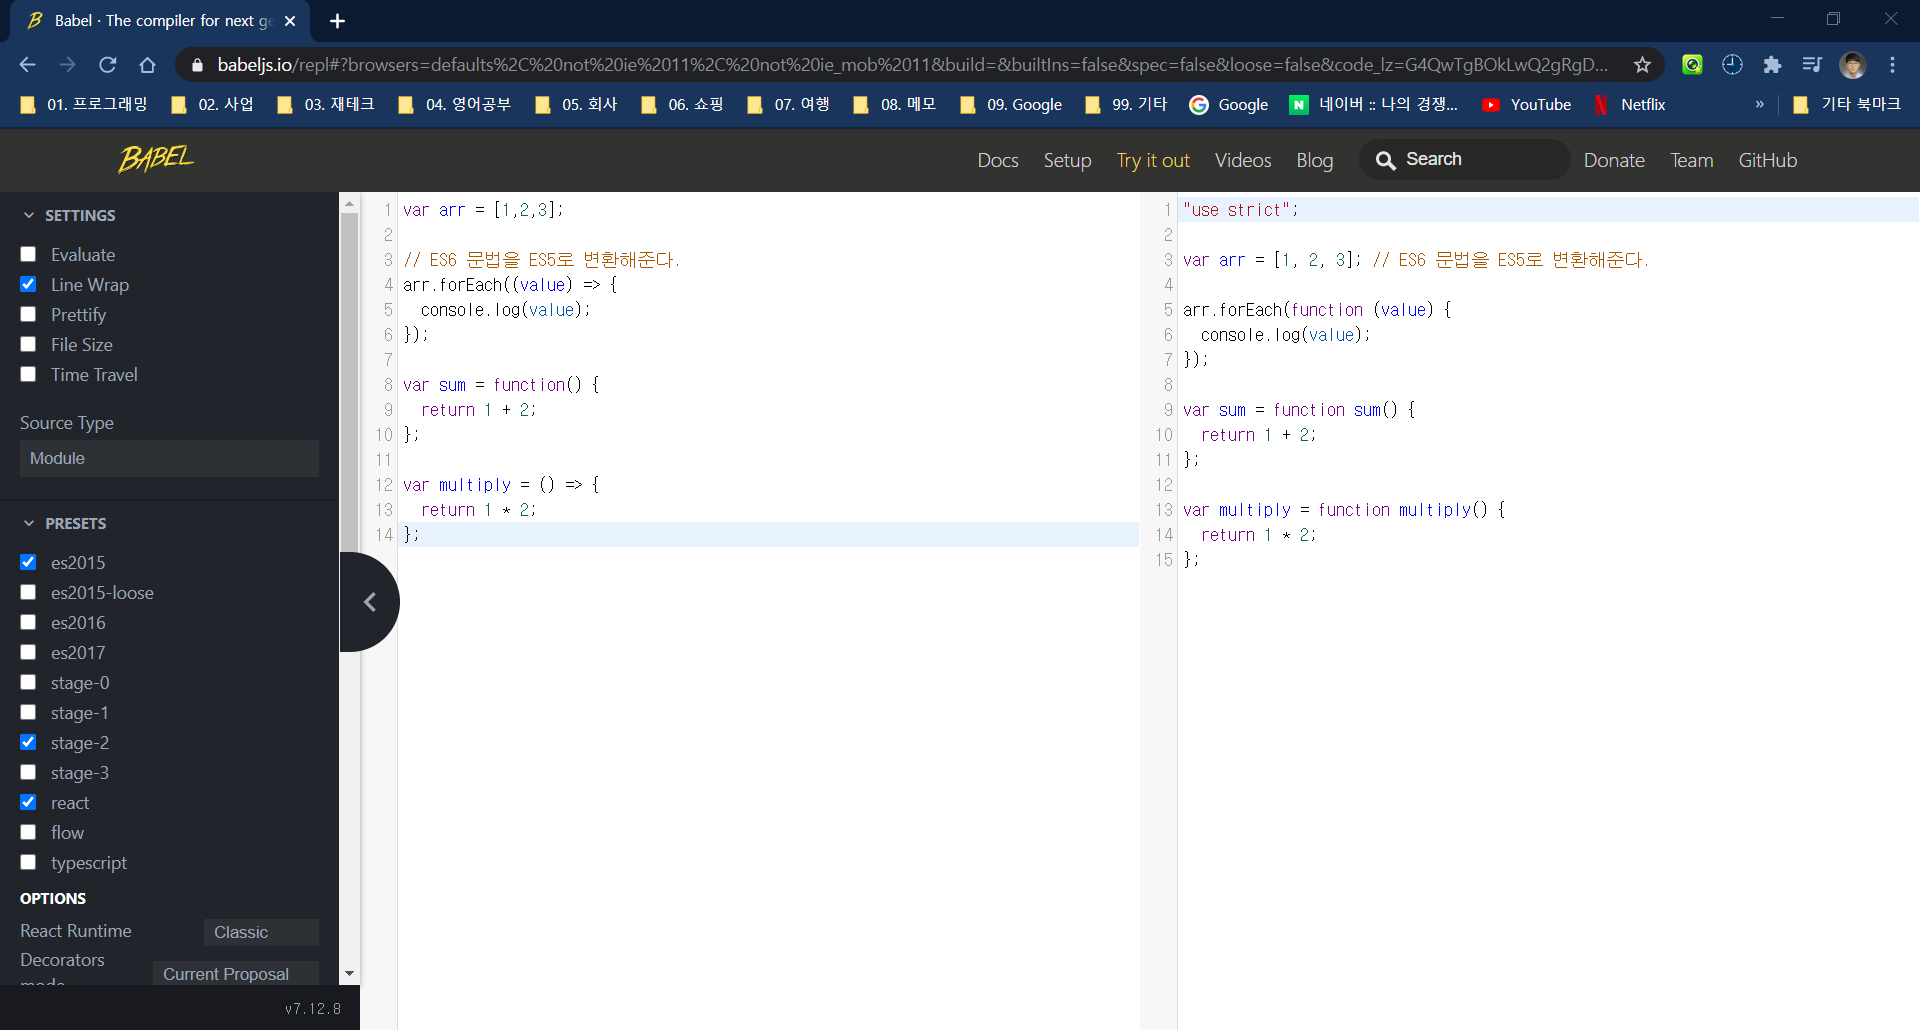 Babel · The compiler for next ge
babeljs.io/repl#?browsers=defaults%2C%20not%20ie%2011%2C%20not%20ie_mob%2011&build=&builtIns=false&spec=false&loose=false&code_lz=G4QwTgBOkLwQ2gRgD...
01. 프로그래밍 02. 사업 03. 재테크 04. 영어공부 05. 회사 06. 쇼핑 07. 여행 08. 메모 09. Google 99. 기타 Google 네이버 :: 나의 경쟁... YouTube Netflix » 기타 북마크
BABEL Docs Setup Try it out Videos Blog Search Donate Team GitHub
SETTINGS
Evaluate
Line Wrap
Prettify
File Size
Time Travel
Source Type
Module
PRESETS
es2015
es2015-loose
es2016
es2017
stage-0
stage-1
stage-2
stage-3
react
flow
typescript
OPTIONS
React Runtime Classic
Decorators mode Current Proposal
v7.12.8
1 var arr = [1,2,3];
2
3 // ES6 문법을 ES5로 변환해준다.
4 arr.forEach((value) => {
5 console.log(value);
6 });
7
8 var sum = function() {
9 return 1 + 2;
10 };
11
12 var multiply = () => {
13 return 1 * 2;
14 };
1 "use strict";
2
3 var arr = [1, 2, 3]; // ES6 문법을 ES5로 변환해준다.
4
5 arr.forEach(function (value) {
6 console.log(value);
7 });
8
9 var sum = function sum() {
10 return 1 + 2;
11 };
12
13 var multiply = function multiply() {
14 return 1 * 2;
15 };